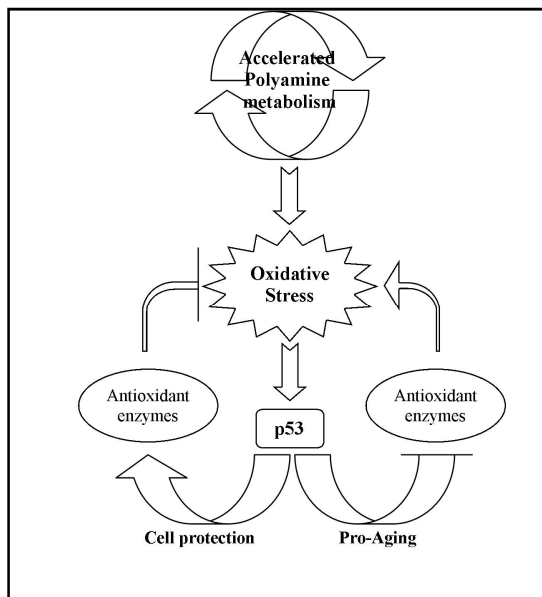 Accelerated
Polyamine
metabolism
Oxidative
Stress
Antioxidant
enzymes
Antioxidant
enzymes
p53
Cell protection
Pro-Aging